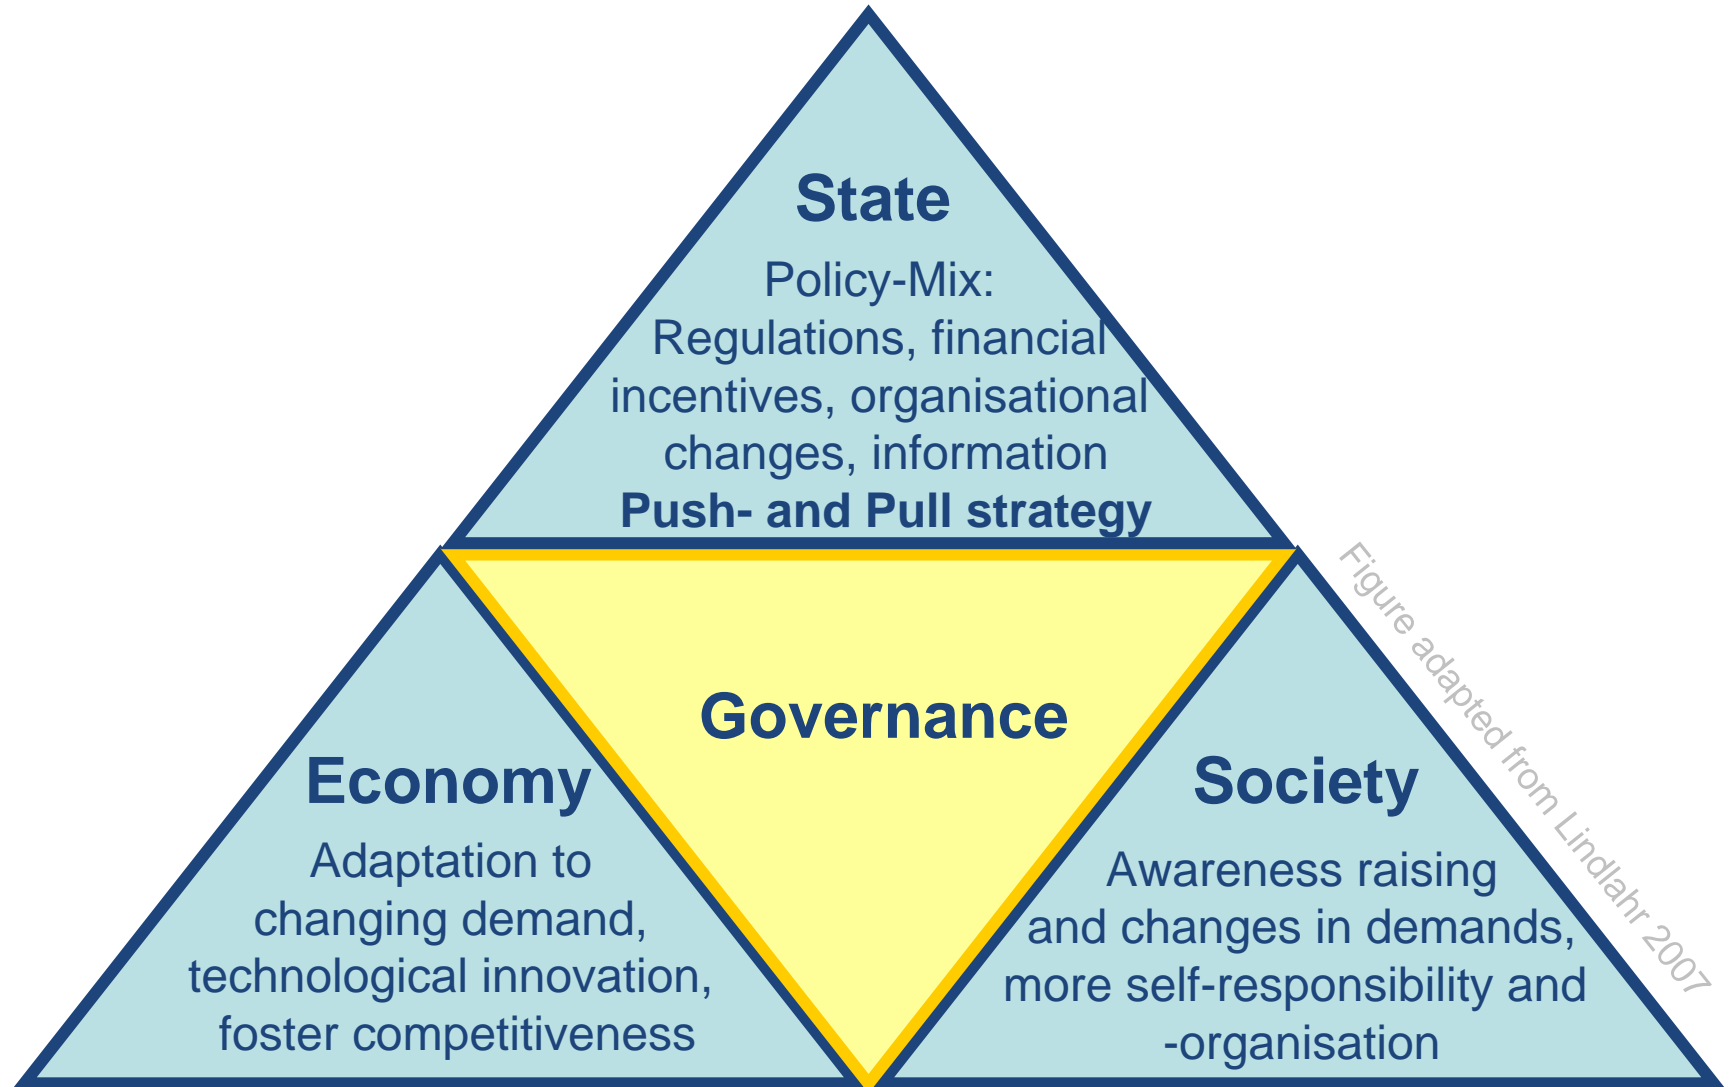 State
Policy-Mix:
Regulations, financial
incentives, organisational
changes, information
Push- and Pull strategy
Governance
Economy
Adaptation to
changing demand,
technological innovation,
foster competitiveness
Society
Awareness raising
and changes in demands,
more self-responsibility and
-organisation
Figure adapted from Lindlahr 2007